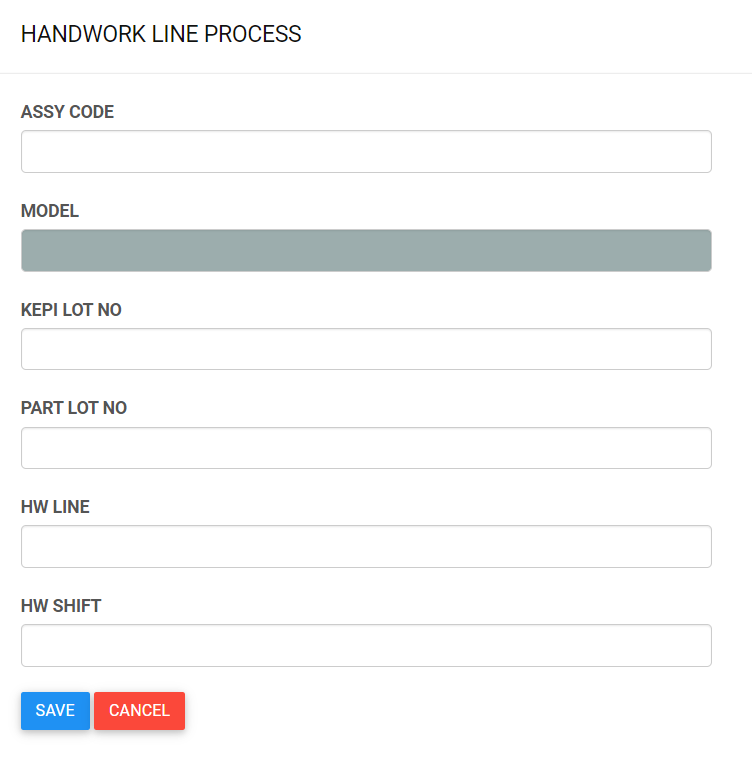 HANDWORK LINE PROCESS
ASSY CODE
MODEL
KEPI LOT NO
PART LOT NO
HW LINE
HW SHIFT
SAVE CANCEL